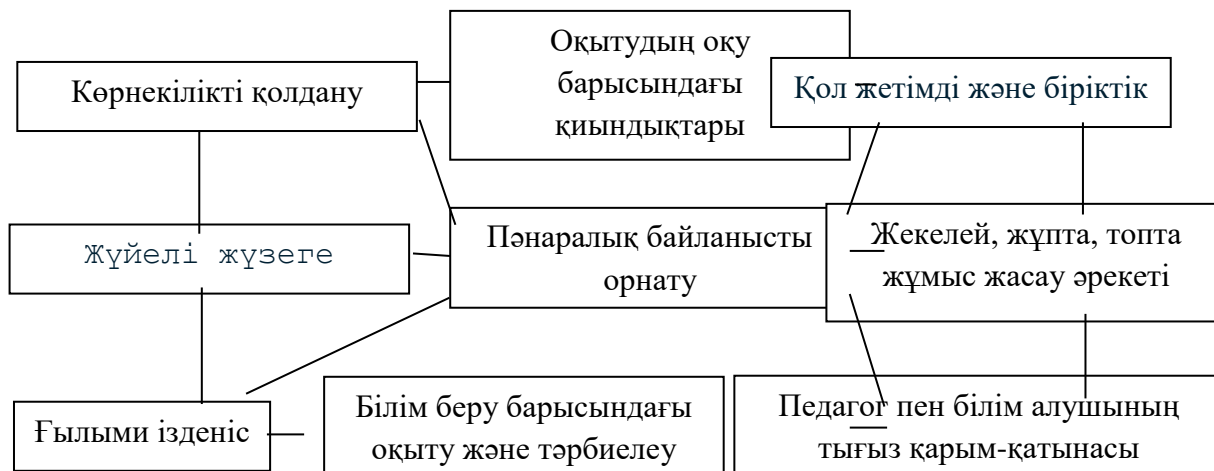 Көрнекілікті қолдану
Оқытудың оқу
барысындағы
қиындықтары
Қол жетімді және біріктік
Жүйелі жүзеге
Пәнаралық байланысты
орнату
Жекелей, жұпта, топта
жұмыс жасау әрекеті
Ғылыми ізденіс
Білім беру барысындағы
оқыту және тәрбиелеу
Педагог пен білім алушының
тығыз қарым-қатынасы